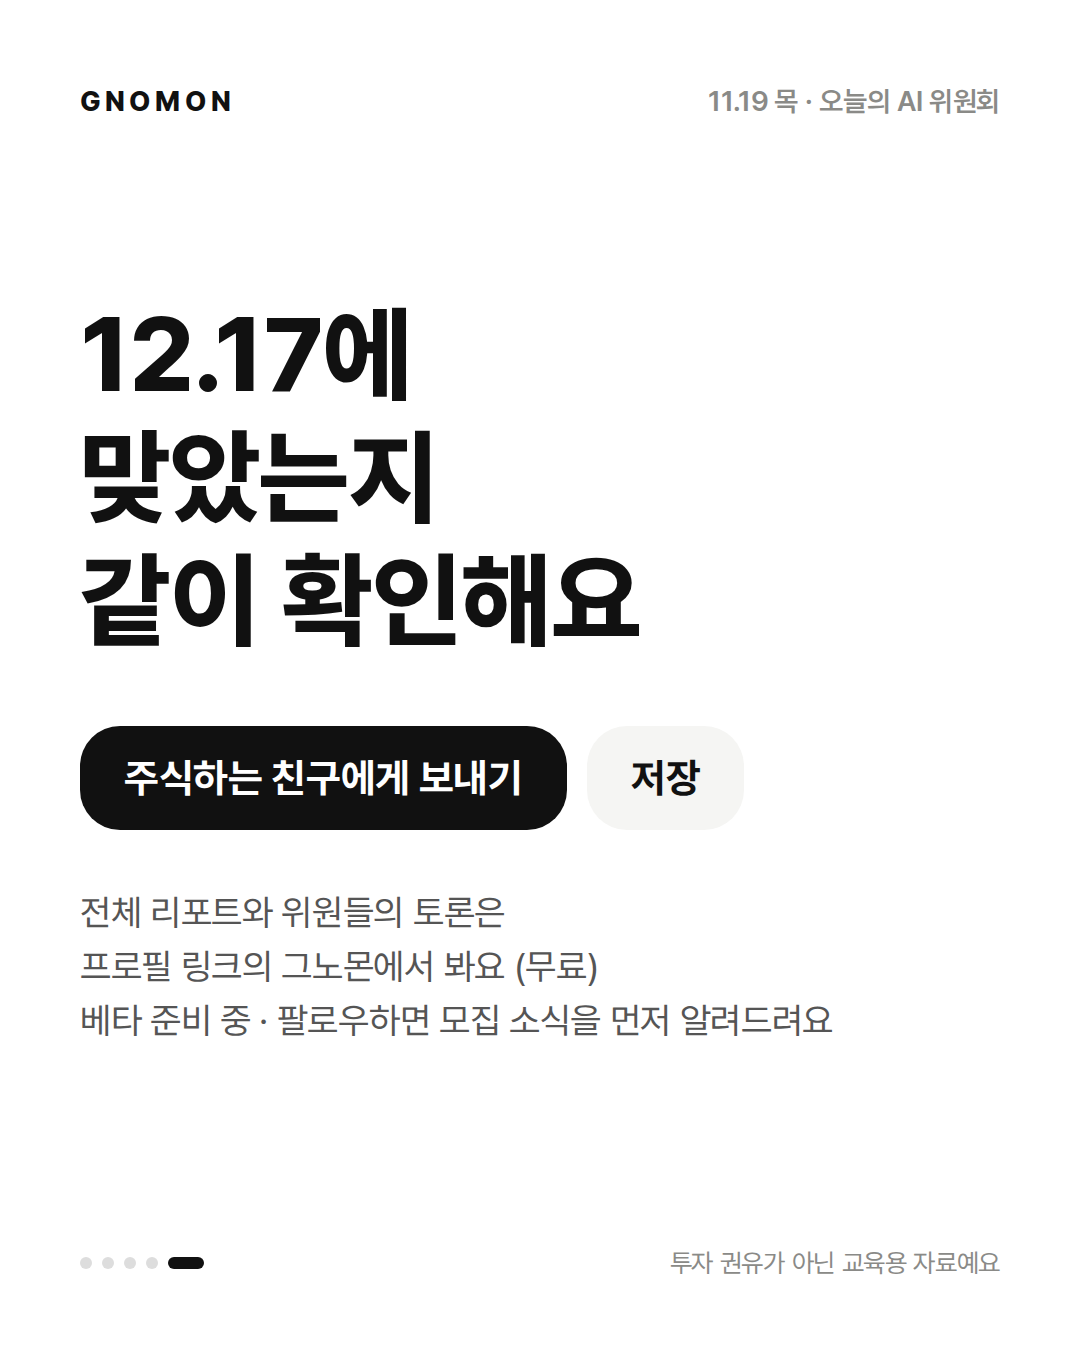 GNOMON
11.19 목 · 오늘의 AI 위원회
12.17에
맞았는지
같이 확인해요
주식하는 친구에게 보내기
저장
전체 리포트와 위원들의 토론은
프로필 링크의 그노몬에서 봐요 (무료)
베타 준비 중 · 팔로우하면 모집 소식을 먼저 알려드려요
투자 권유가 아닌 교육용 자료예요